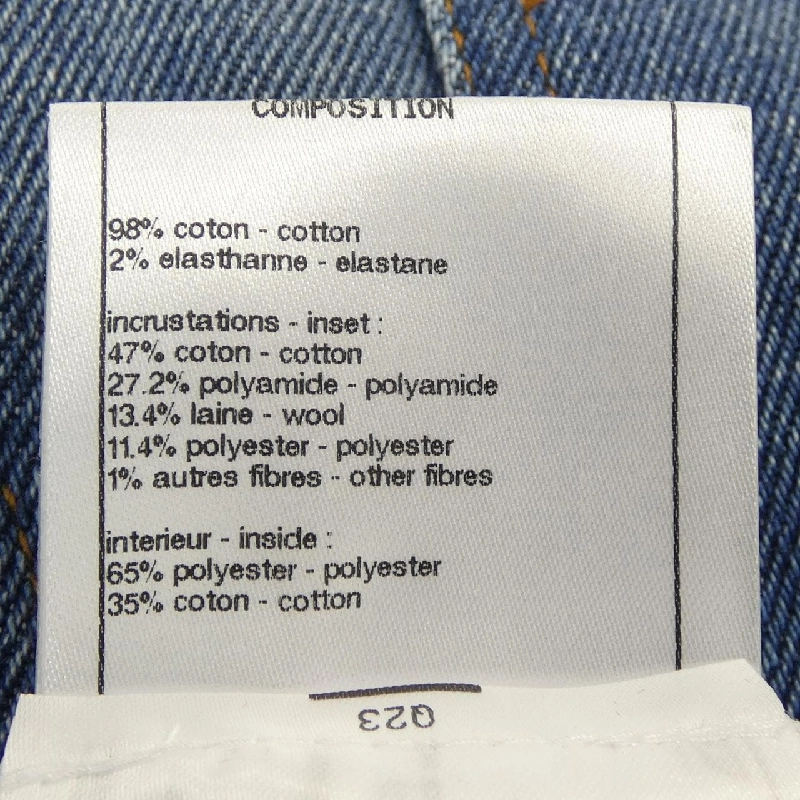 COMPOSITION
98% coton - cotton
2% elasthanne - elastane
incrustations - inset :
47% coton - cotton
27.2% polyamide - polyamide
13.4% laine - wool
11.4% polyester - polyester
1% autres fibres - other fibres
interieur - inside :
65% polyester - polyester
35% coton - cotton
Q23